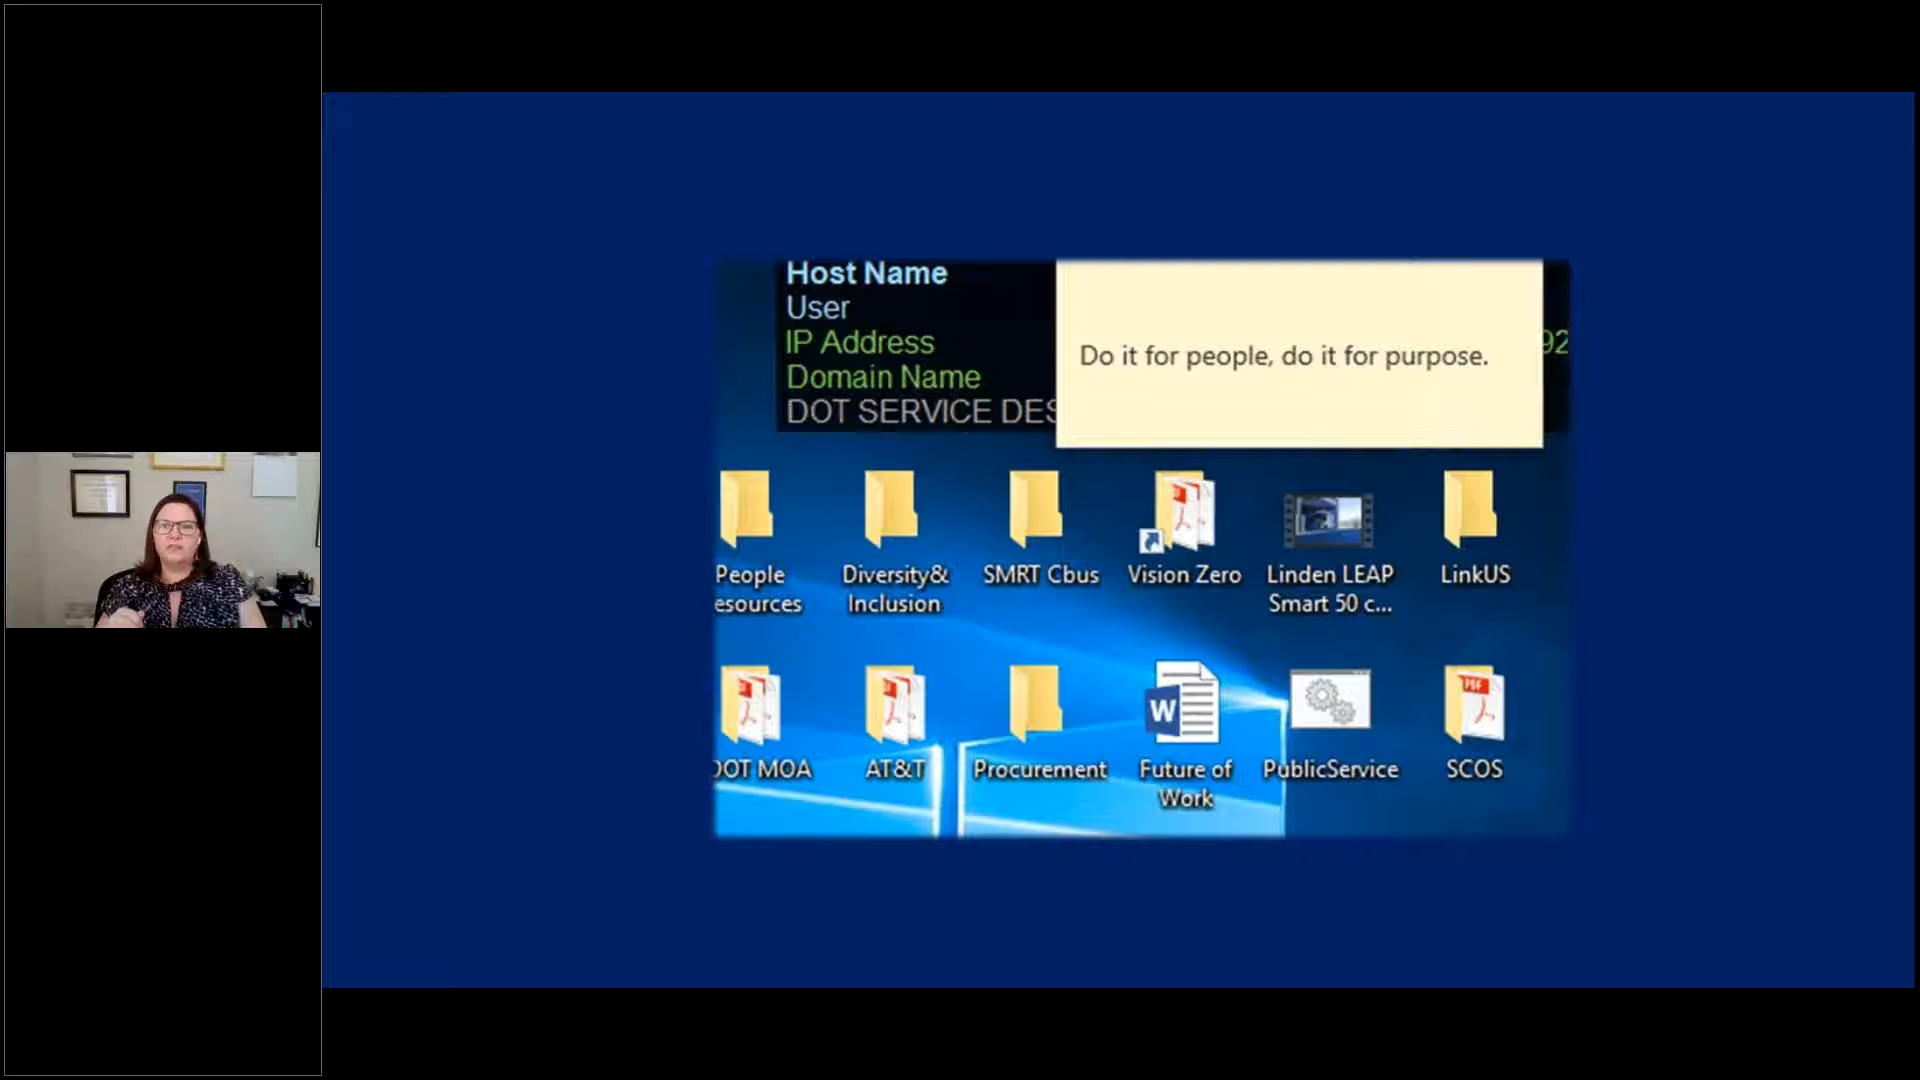 Host Name
User
IP Address
Domain Name
DOT SERVICE DES
92
Do it for people, do it for purpose.
People
esources
Diversity&
Inclusion
SMRT Cbus
Vision Zero
Linden LEAP
Smart 50 c...
LinkUS
DOT MOA
AT&T
Procurement
W
Future of
Work
PublicService
PDF
SCOS